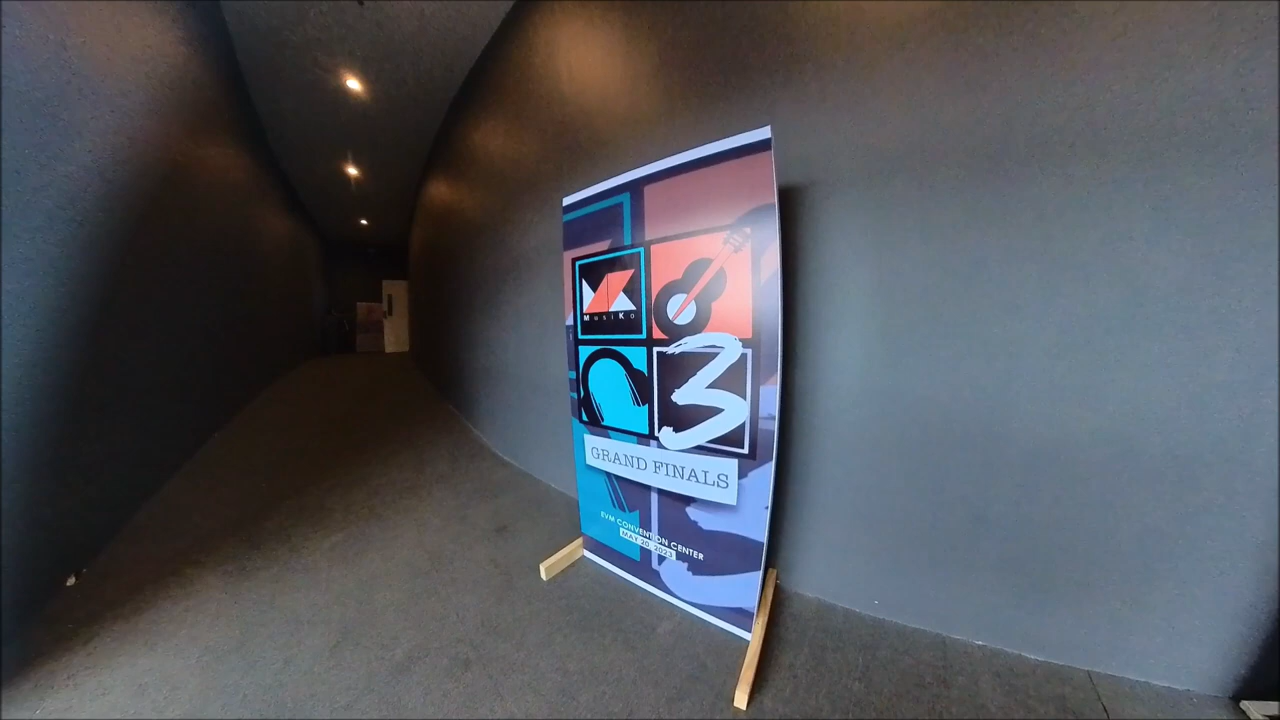 MusiKo
3
GRAND FINALS
EVM CONVENTION CENTER
MAY 20, 2023